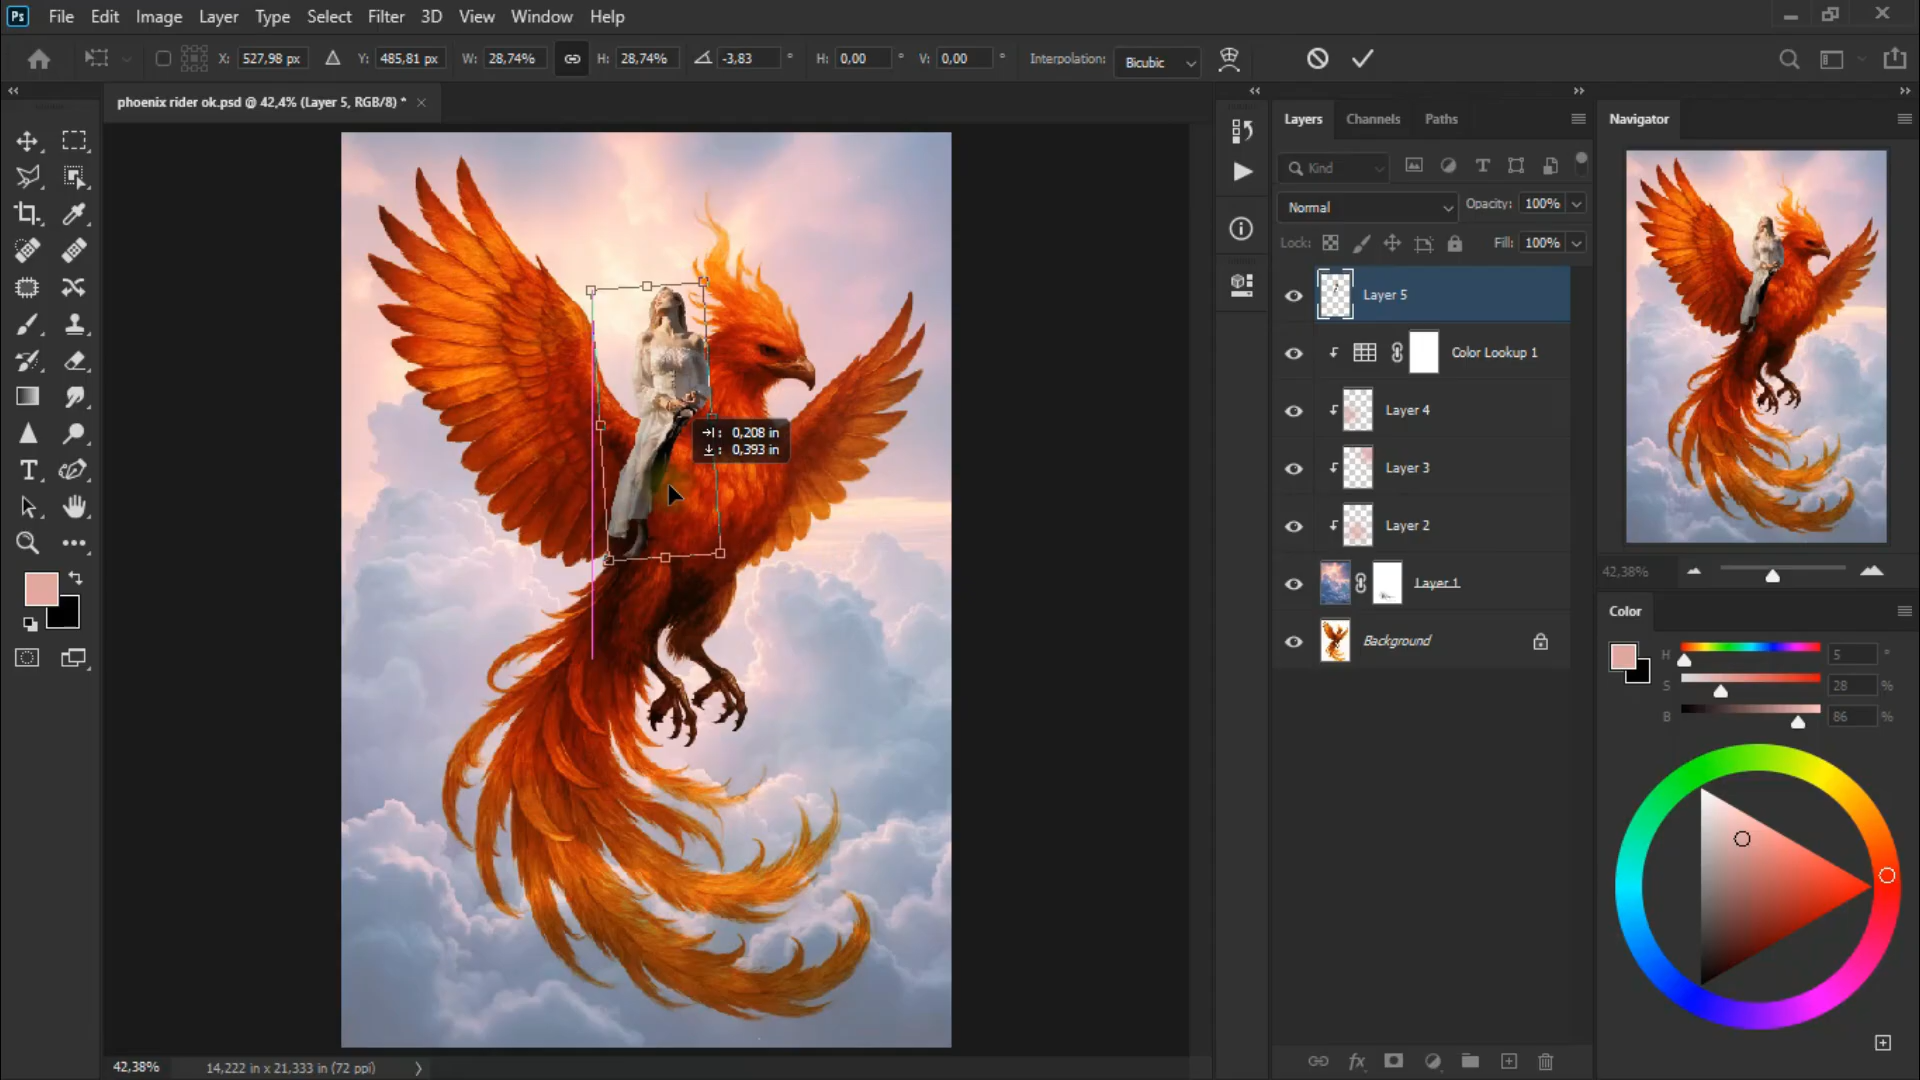 Ps File Edit Image Layer Type Select Filter 3D View Window Help
X: 527,98 px Y: 485,81 px W: 28,74% H: 28,74% -3,83 ° H: 0,00 ° V: 0,00 ° Interpolation: Bicubic
phoenix rider ok.psd @ 42,4% (Layer 5, RGB/8) *
Layers Channels Paths
Kind
Normal Opacity: 100%
Lock: Fill: 100%
Layer 5
Color Lookup 1
Layer 4
Layer 3
Layer 2
Layer 1
Background
0,208 in
0,393 in
Navigator
42,38%
Color
H 5 °
S 28 %
B 86 %
42,38% 14,222 in x 21,333 in (72 ppi)